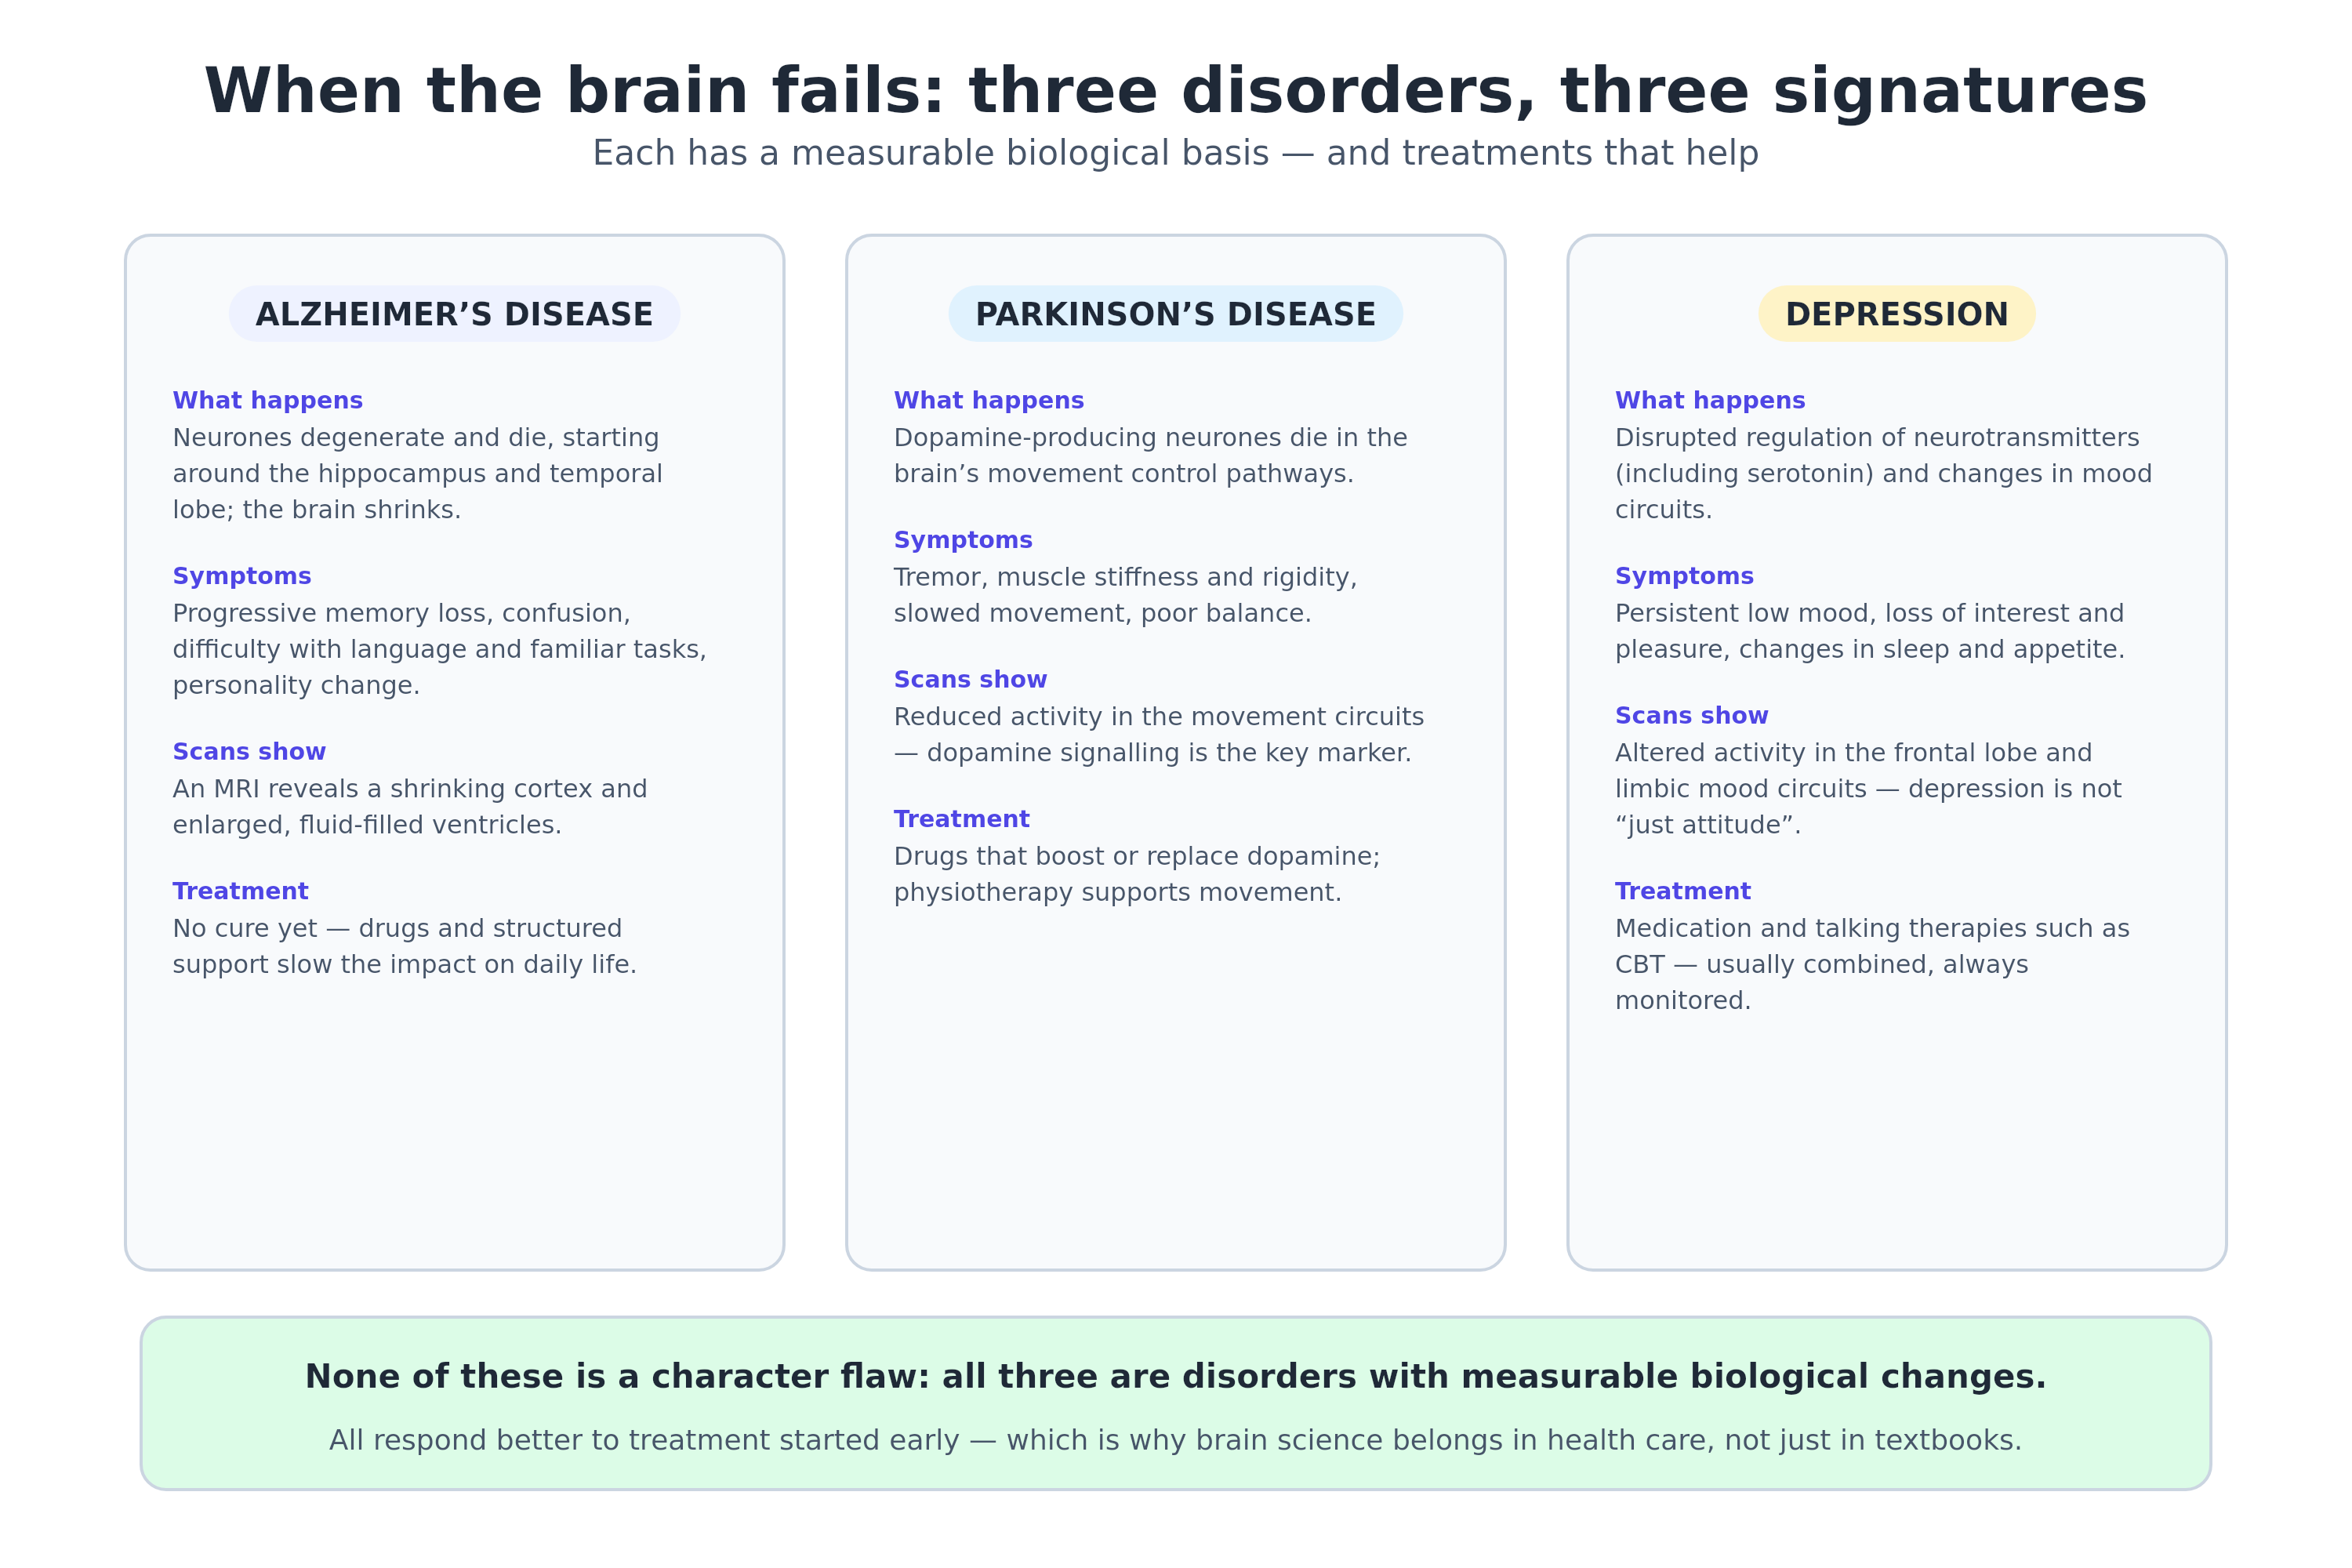 When the brain fails: three disorders, three signatures
Each has a measurable biological basis — and treatments that help
ALZHEIMER’S DISEASE
What happens
Neurones degenerate and die, starting
around the hippocampus and temporal
lobe; the brain shrinks.
Symptoms
Progressive memory loss, confusion,
difficulty with language and familiar tasks,
personality change.
Scans show
An MRI reveals a shrinking cortex and
enlarged, fluid-filled ventricles.
Treatment
No cure yet — drugs and structured
support slow the impact on daily life.
PARKINSON’S DISEASE
What happens
Dopamine-producing neurones die in the
brain’s movement control pathways.
Symptoms
Tremor, muscle stiffness and rigidity,
slowed movement, poor balance.
Scans show
Reduced activity in the movement circuits
— dopamine signalling is the key marker.
Treatment
Drugs that boost or replace dopamine;
physiotherapy supports movement.
DEPRESSION
What happens
Disrupted regulation of neurotransmitters
(including serotonin) and changes in mood
circuits.
Symptoms
Persistent low mood, loss of interest and
pleasure, changes in sleep and appetite.
Scans show
Altered activity in the frontal lobe and
limbic mood circuits — depression is not
“just attitude”.
Treatment
Medication and talking therapies such as
CBT — usually combined, always
monitored.
None of these is a character flaw: all three are disorders with measurable biological changes.
All respond better to treatment started early — which is why brain science belongs in health care, not just in textbooks.